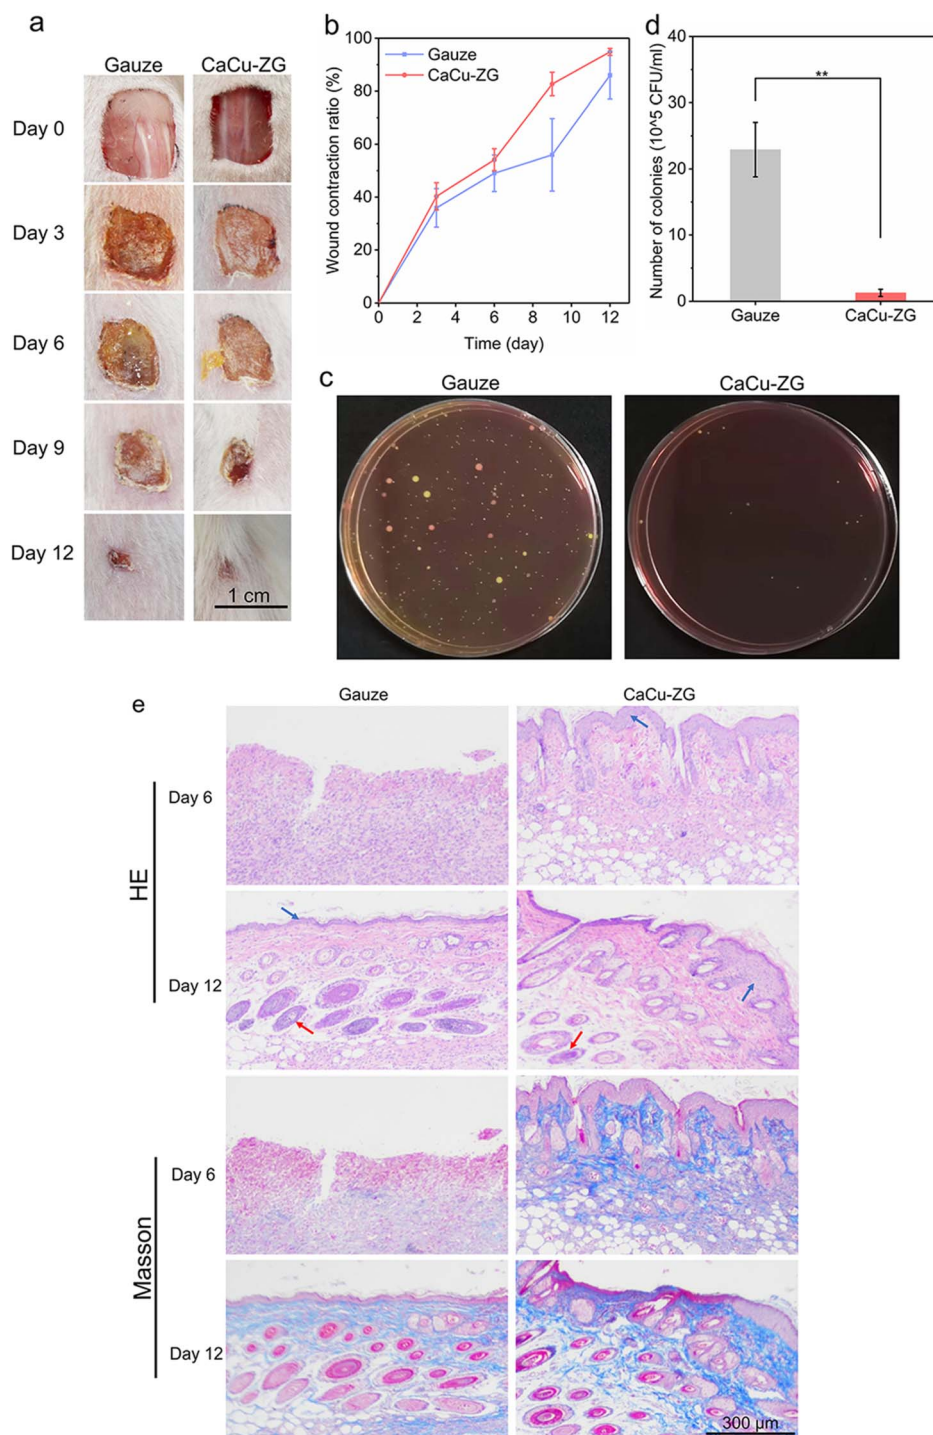 a
Gauze
CaCu-ZG
Day 0
Day 3
Day 6
Day 9
Day 12
1 cm
b
Wound contraction ratio (%)
100
80
60
40
20
0
Gauze
CaCu-ZG
0
2
4
6
8
10
12
Time (day)
d
Number of colonies (10^5 CFU/ml)
40
30
20
10
0
**
Gauze
CaCu-ZG
c
Gauze
CaCu-ZG
e
Gauze
CaCu-ZG
HE
Day 6
Day 12
Masson
Day 6
Day 12
300 μm